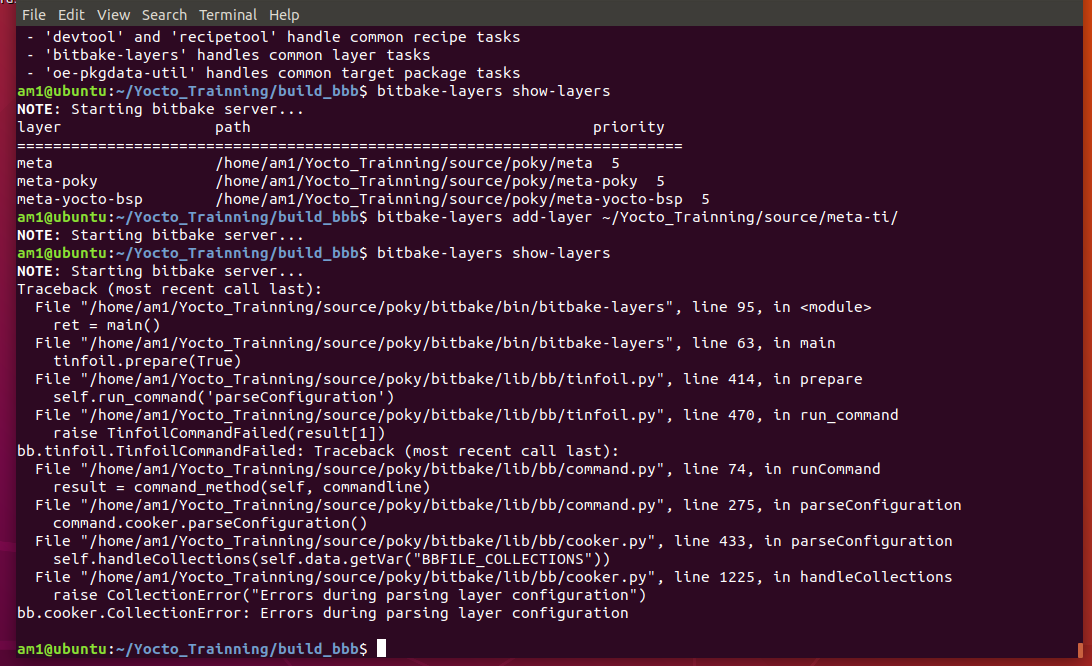 File Edit View Search Terminal Help
- 'devtool' and 'recipetool' handle common recipe tasks
- 'bitbake-layers' handles common layer tasks
- 'oe-pkgdata-util' handles common target package tasks
am1@ubuntu:~/Yocto_Trainning/build_bbb$ bitbake-layers show-layers
NOTE: Starting bitbake server...
layer                 path                                      priority
==========================================================================
meta                  /home/am1/Yocto_Trainning/source/poky/meta  5
meta-poky             /home/am1/Yocto_Trainning/source/poky/meta-poky  5
meta-yocto-bsp        /home/am1/Yocto_Trainning/source/poky/meta-yocto-bsp  5
am1@ubuntu:~/Yocto_Trainning/build_bbb$ bitbake-layers add-layer ~/Yocto_Trainning/source/meta-ti/
NOTE: Starting bitbake server...
am1@ubuntu:~/Yocto_Trainning/build_bbb$ bitbake-layers show-layers
NOTE: Starting bitbake server...
Traceback (most recent call last):
  File "/home/am1/Yocto_Trainning/source/poky/bitbake/bin/bitbake-layers", line 95, in <module>
    ret = main()
  File "/home/am1/Yocto_Trainning/source/poky/bitbake/bin/bitbake-layers", line 63, in main
    tinfoil.prepare(True)
  File "/home/am1/Yocto_Trainning/source/poky/bitbake/lib/bb/tinfoil.py", line 414, in prepare
    self.run_command('parseConfiguration')
  File "/home/am1/Yocto_Trainning/source/poky/bitbake/lib/bb/tinfoil.py", line 470, in run_command
    raise TinfoilCommandFailed(result[1])
bb.tinfoil.TinfoilCommandFailed: Traceback (most recent call last):
  File "/home/am1/Yocto_Trainning/source/poky/bitbake/lib/bb/command.py", line 74, in runCommand
    result = command_method(self, commandline)
  File "/home/am1/Yocto_Trainning/source/poky/bitbake/lib/bb/command.py", line 275, in parseConfiguration
    command.cooker.parseConfiguration()
  File "/home/am1/Yocto_Trainning/source/poky/bitbake/lib/bb/cooker.py", line 433, in parseConfiguration
    self.handleCollections(self.data.getVar("BBFILE_COLLECTIONS"))
  File "/home/am1/Yocto_Trainning/source/poky/bitbake/lib/bb/cooker.py", line 1225, in handleCollections
    raise CollectionError("Errors during parsing layer configuration")
bb.cooker.CollectionError: Errors during parsing layer configuration
am1@ubuntu:~/Yocto_Trainning/build_bbb$